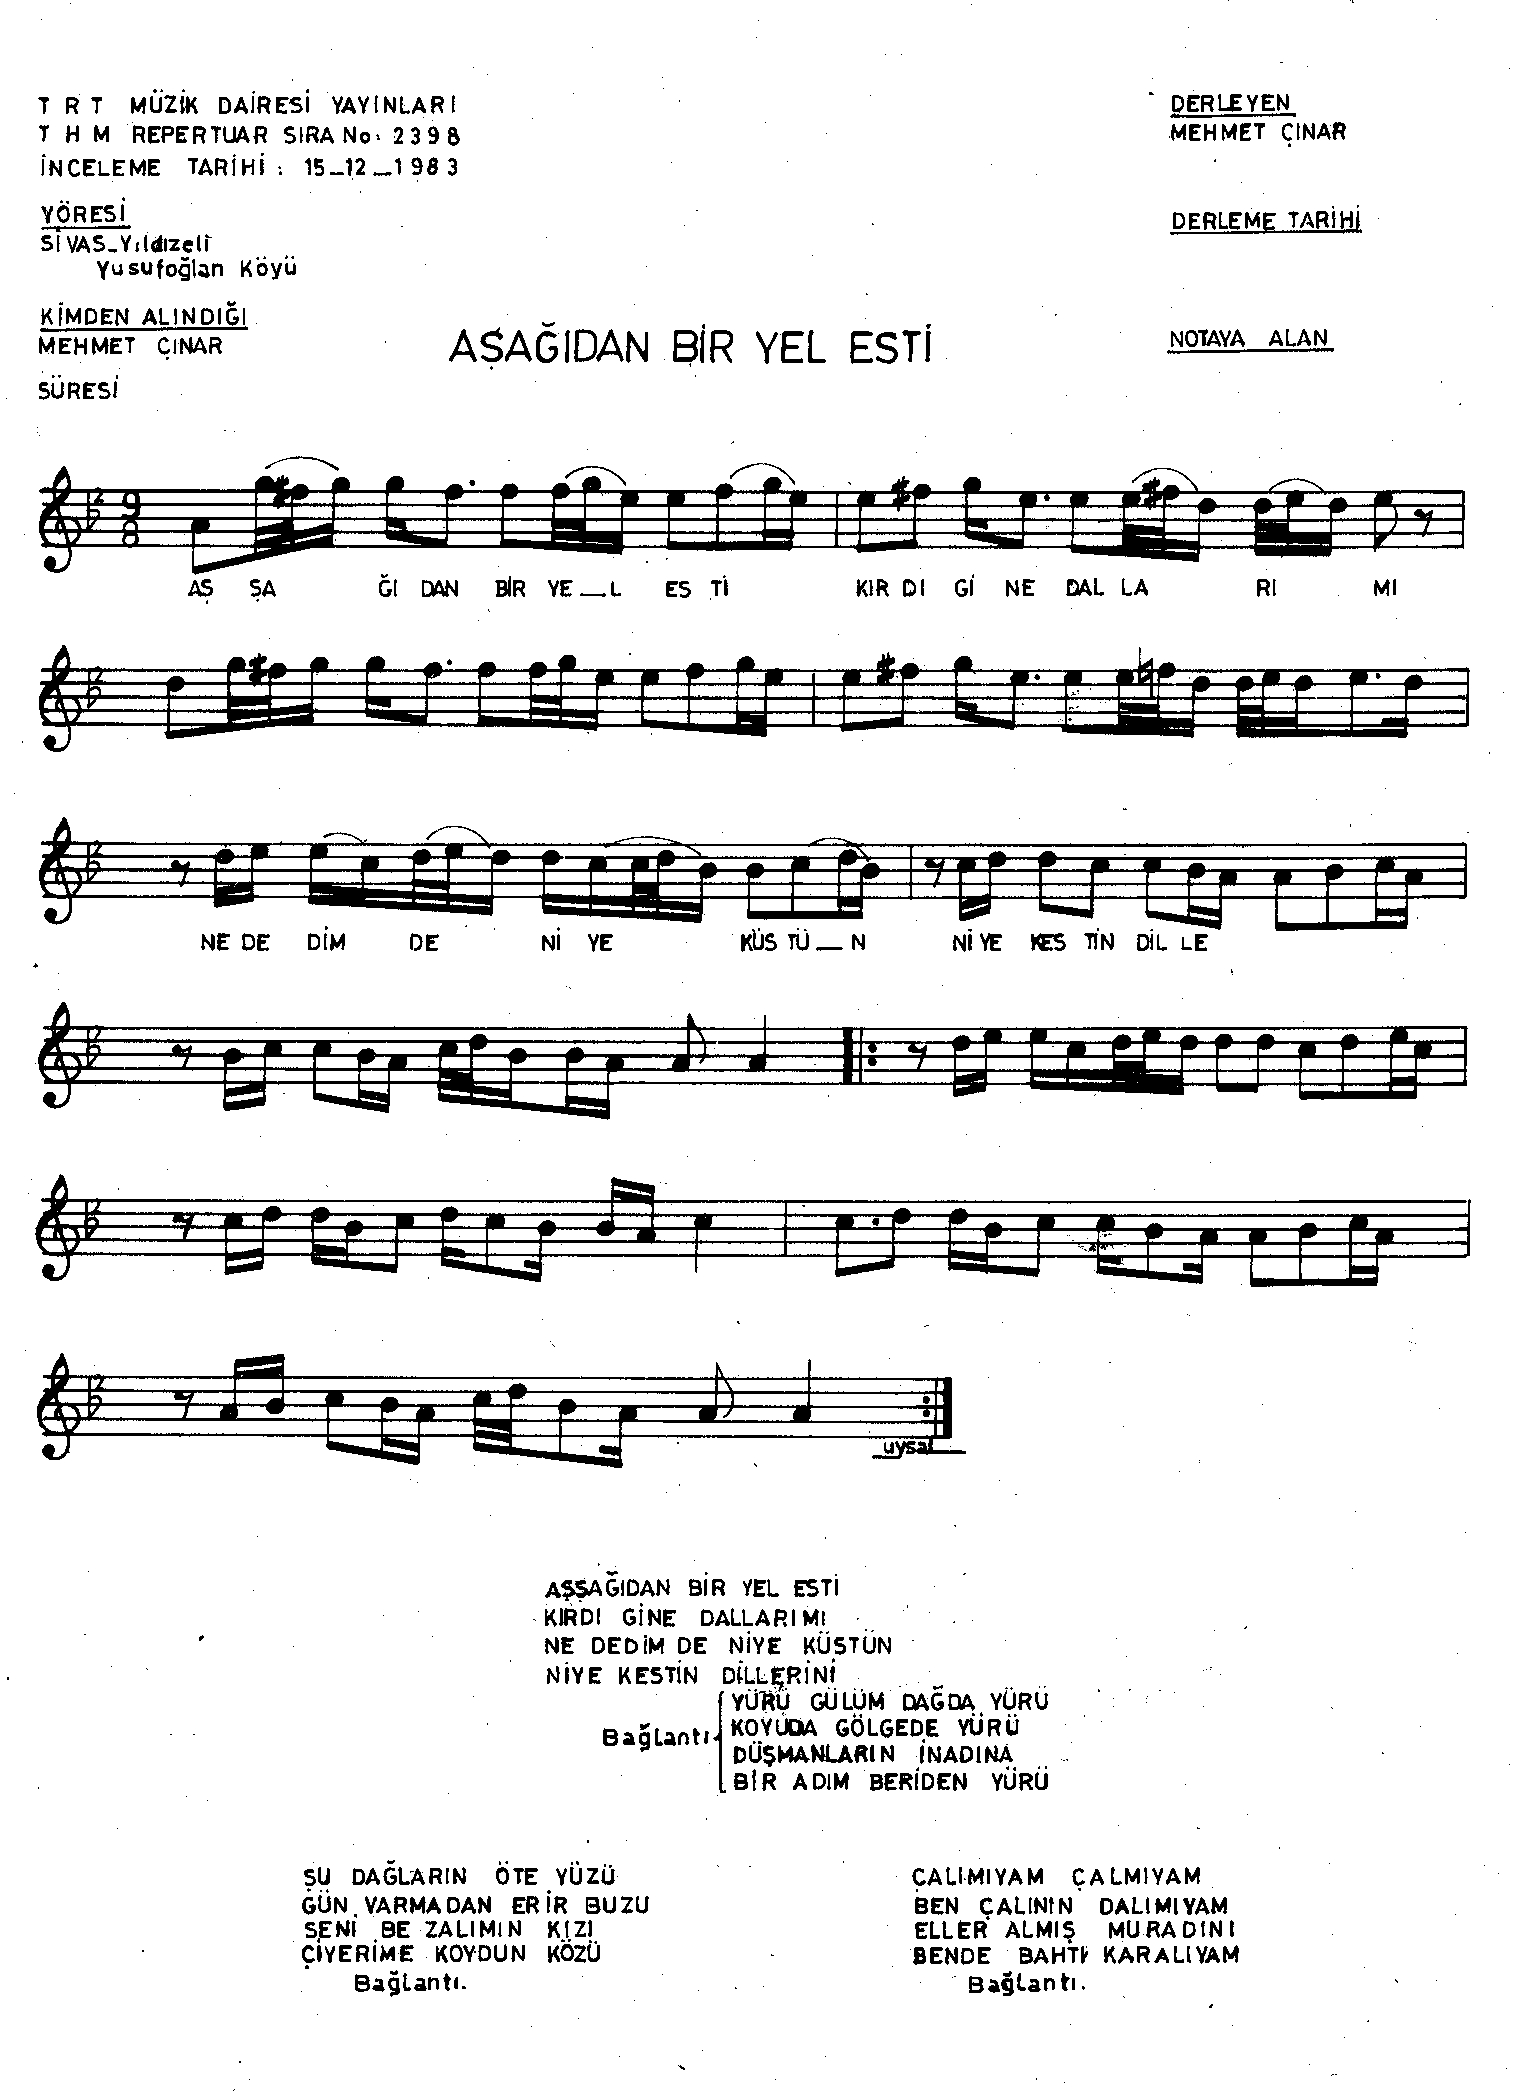 T R T MÜZİK DAİRESİ YAYINLARI
T H M REPERTUAR SIRA No: 2398
İNCELEME TARİHİ : 15_12_1983
DERLEYEN
MEHMET ÇINAR
YÖRESİ
SİVAS_Yıldızeli
Yusufoğlan Köyü
DERLEME TARİHİ
KİMDEN ALINDIĞI
MEHMET ÇINAR
AŞAĞIDAN BİR YEL ESTİ
NOTAYA ALAN
SÜRESİ
9
8
AŞ ŞA ĞI DAN BİR YE_L ES Tİ KIR DI Gİ NE DAL LA RI MI
NE DE DİM DE Nİ YE KÜS TÜ_N Nİ YE KES TİN DİL LE
uysal
AŞŞAĞIDAN BİR YEL ESTİ
KIRDI GİNE DALLARIMI
NE DEDİM DE NİYE KÜSTÜN
NİYE KESTİN DİLLERİNİ
YÜRÜ GÜLÜM DAĞDA YÜRÜ
KOYUDA GÖLGEDE YÜRÜ
Bağlantı
DÜŞMANLARIN İNADINA
BİR ADIM BERİDEN YÜRÜ
ŞU DAĞLARIN ÖTE YÜZÜ
GÜN VARMADAN ERİR BUZU
SENİ BE ZALIMIN KIZI
ÇİYERİME KOYDUN KÖZÜ
Bağlantı.
ÇALIMIYAM ÇALMIYAM
BEN ÇALININ DALIMIYAM
ELLER ALMIŞ MURADINI
BENDE BAHTI KARALIYAM
Bağlantı.